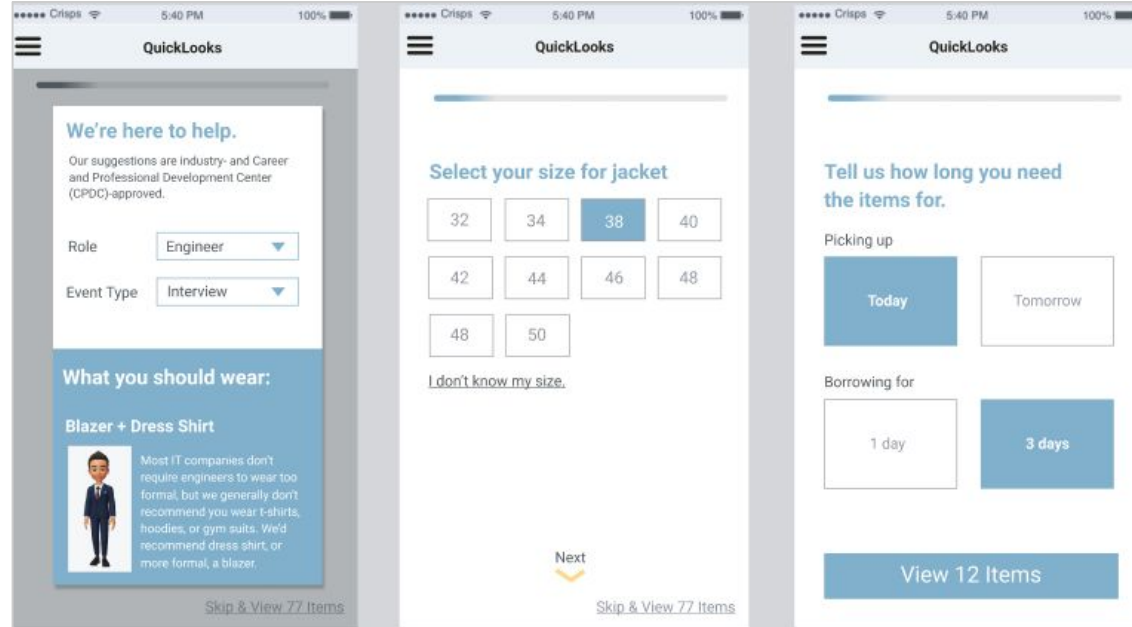 Crisps 5:40 PM 100%
QuickLooks
We're here to help.
Our suggestions are industry- and Career
and Professional Development Center
(CPDC)-approved.
Role Engineer
Event Type Interview
What you should wear:
Blazer + Dress Shirt
Most IT companies don't
require engineers to wear too
formal, but we generally don't
recommend you wear t-shirts,
hoodies, or gym suits. We'd
recommend dress shirt, or
more formal, a blazer.
Skip & View 77 Items
Crisps 5:40 PM 100%
QuickLooks
Select your size for jacket
32 34 38 40
42 44 46 48
48 50
I don't know my size.
Next
Skip & View 77 Items
Crisps 5:40 PM 100%
QuickLooks
Tell us how long you need
the items for.
Picking up
Today Tomorrow
Borrowing for
1 day 3 days
View 12 Items